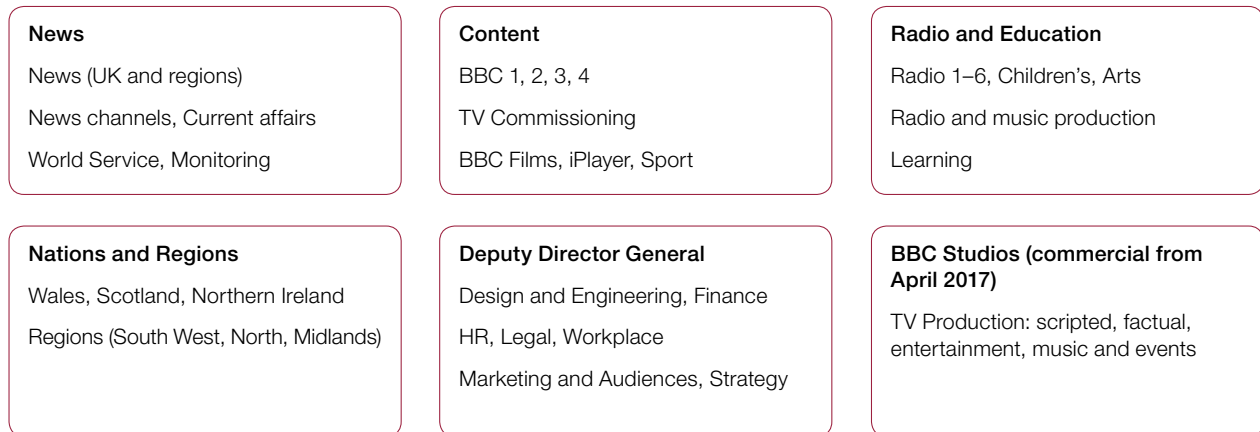 News
News (UK and regions)
News channels, Current affairs
World Service, Monitoring
Content
BBC 1, 2, 3, 4
TV Commissioning
BBC Films, iPlayer, Sport
Radio and Education
Radio 1–6, Children’s, Arts
Radio and music production
Learning
Nations and Regions
Wales, Scotland, Northern Ireland
Regions (South West, North, Midlands)
Deputy Director General
Design and Engineering, Finance
HR, Legal, Workplace
Marketing and Audiences, Strategy
BBC Studios (commercial from
April 2017)
TV Production: scripted, factual,
entertainment, music and events